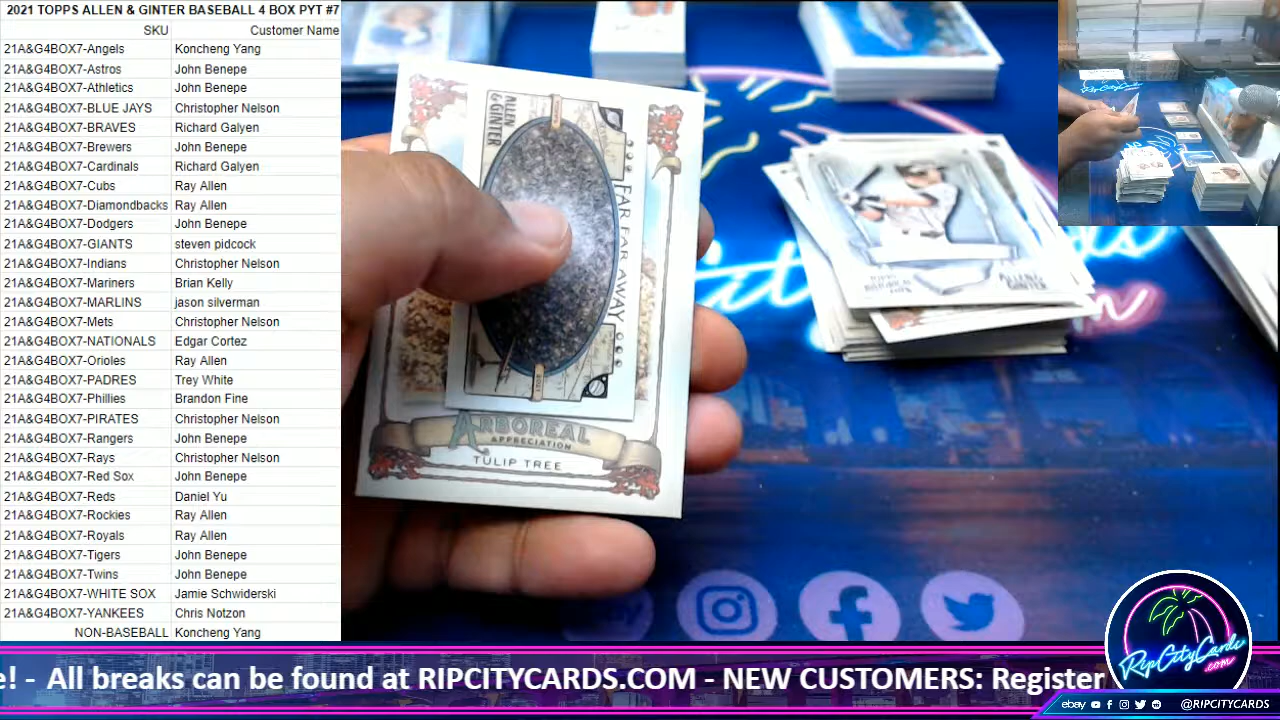 2021 TOPPS ALLEN & GINTER BASEBALL 4 BOX PYT #7
SKU Customer Name
21A&G4BOX7-Angels Koncheng Yang
21A&G4BOX7-Astros John Benepe
21A&G4BOX7-Athletics John Benepe
21A&G4BOX7-BLUE JAYS Christopher Nelson
21A&G4BOX7-BRAVES Richard Galyen
21A&G4BOX7-Brewers John Benepe
21A&G4BOX7-Cardinals Richard Galyen
21A&G4BOX7-Cubs Ray Allen
21A&G4BOX7-Diamondbacks Ray Allen
21A&G4BOX7-Dodgers John Benepe
21A&G4BOX7-GIANTS steven pidcock
21A&G4BOX7-Indians Christopher Nelson
21A&G4BOX7-Mariners Brian Kelly
21A&G4BOX7-MARLINS jason silverman
21A&G4BOX7-Mets Christopher Nelson
21A&G4BOX7-NATIONALS Edgar Cortez
21A&G4BOX7-Orioles Ray Allen
21A&G4BOX7-PADRES Trey White
21A&G4BOX7-Phillies Brandon Fine
21A&G4BOX7-PIRATES Christopher Nelson
21A&G4BOX7-Rangers John Benepe
21A&G4BOX7-Rays Christopher Nelson
21A&G4BOX7-Red Sox John Benepe
21A&G4BOX7-Reds Daniel Yu
21A&G4BOX7-Rockies Ray Allen
21A&G4BOX7-Royals Ray Allen
21A&G4BOX7-Tigers John Benepe
21A&G4BOX7-Twins John Benepe
21A&G4BOX7-WHITE SOX Jamie Schwiderski
21A&G4BOX7-YANKEES Chris Notzon
NON-BASEBALL Koncheng Yang
ALLEN & GINTER
FAR FAR AWAY
ARBOREAL
APPRECIATION
TULIP TREE
ALLEN & GINTER
e! - All breaks can be found at RIPCITYCARDS.COM - NEW CUSTOMERS: Register
RipCityCards
.com
ebay @RIPCITYCARDS